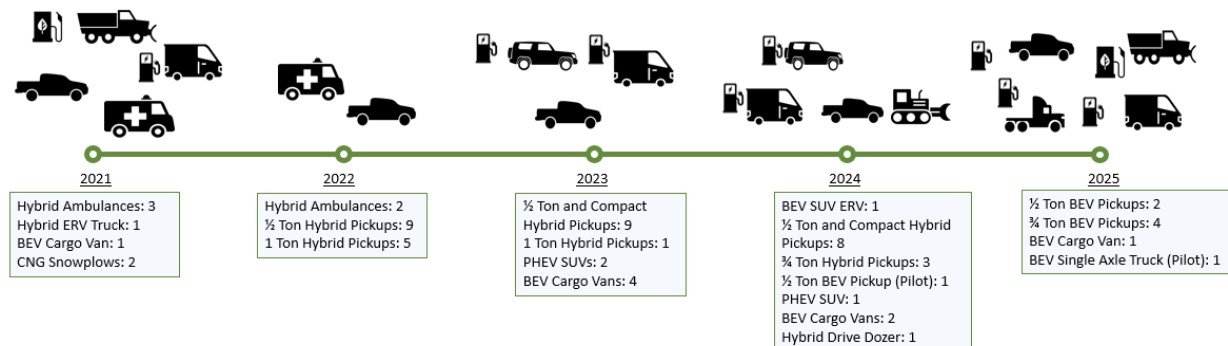 2021
Hybrid Ambulances: 3
Hybrid ERV Truck: 1
BEV Cargo Van: 1
CNG Snowplows: 2
2022
Hybrid Ambulances: 2
½ Ton Hybrid Pickups: 9
1 Ton Hybrid Pickups: 5
2023
½ Ton and Compact
Hybrid Pickups: 9
1 Ton Hybrid Pickups: 1
PHEV SUVs: 2
BEV Cargo Vans: 4
2024
BEV SUV ERV: 1
½ Ton and Compact Hybrid
Pickups: 8
¾ Ton Hybrid Pickups: 3
½ Ton BEV Pickup (Pilot): 1
PHEV SUV: 1
BEV Cargo Vans: 2
Hybrid Drive Dozer: 1
2025
½ Ton BEV Pickups: 2
¾ Ton BEV Pickups: 4
BEV Cargo Van: 1
BEV Single Axle Truck (Pilot): 1